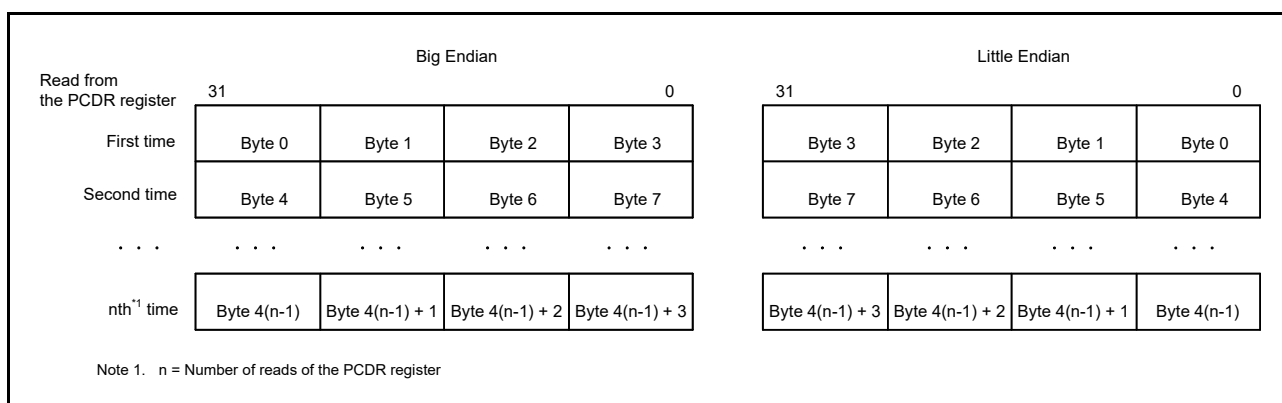 Big Endian Little Endian
Read from
the PCDR register 31 0 31 0
First time Byte 0 Byte 1 Byte 2 Byte 3 Byte 3 Byte 2 Byte 1 Byte 0
Second time Byte 4 Byte 5 Byte 6 Byte 7 Byte 7 Byte 6 Byte 5 Byte 4
. . . . . . . . . . . . . . . . . . . . . . . . . . .
nth*1 time Byte 4(n-1) Byte 4(n-1) + 1 Byte 4(n-1) + 2 Byte 4(n-1) + 3 Byte 4(n-1) + 3 Byte 4(n-1) + 2 Byte 4(n-1) + 1 Byte 4(n-1)
Note 1. n = Number of reads of the PCDR register